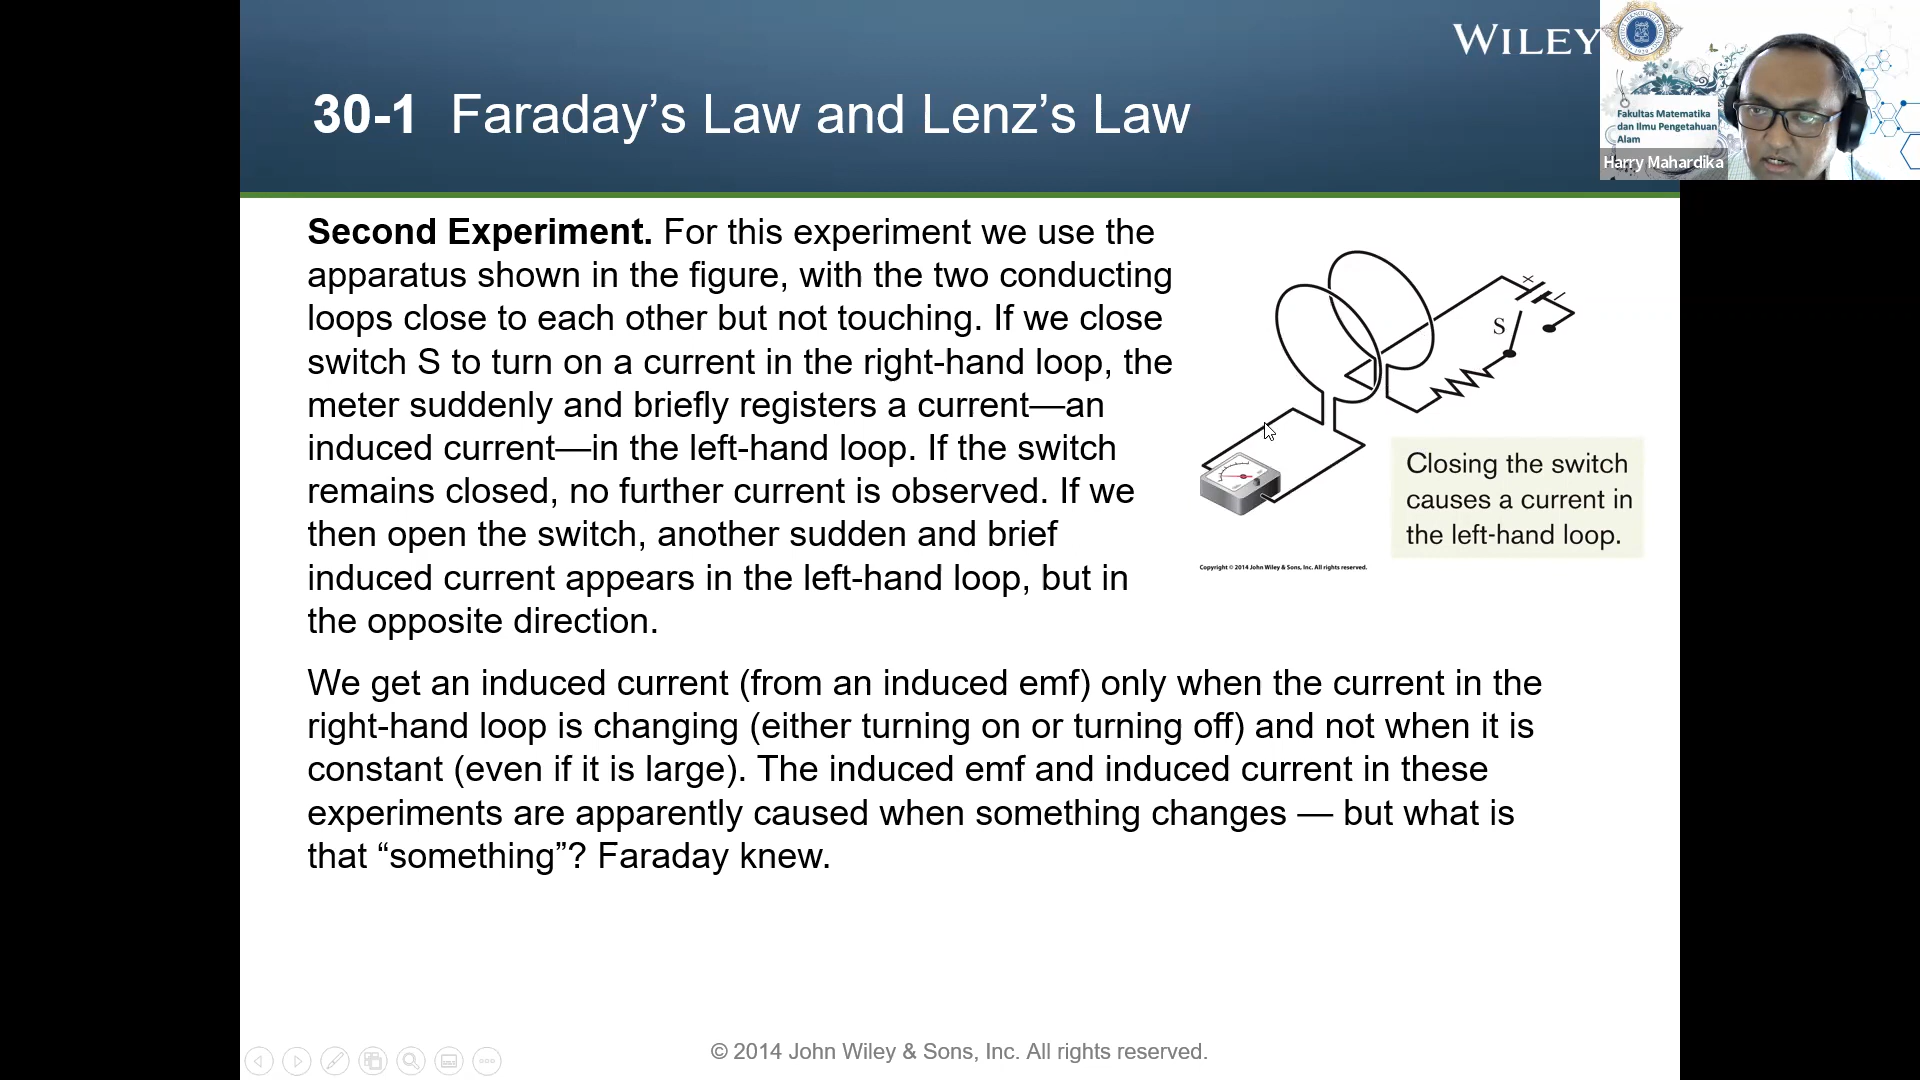 WILEY
30-1 Faraday’s Law and Lenz’s Law
Fakultas Matematika
dan Ilmu Pengetahuan
Alam
Harry Mahardika
Second Experiment. For this experiment we use the
apparatus shown in the figure, with the two conducting
loops close to each other but not touching. If we close
switch S to turn on a current in the right-hand loop, the
meter suddenly and briefly registers a current—an
induced current—in the left-hand loop. If the switch
remains closed, no further current is observed. If we
then open the switch, another sudden and brief
induced current appears in the left-hand loop, but in
the opposite direction.
+
–
S
Closing the switch
causes a current in
the left-hand loop.
Copyright © 2014 John Wiley & Sons, Inc. All rights reserved.
We get an induced current (from an induced emf) only when the current in the
right-hand loop is changing (either turning on or turning off) and not when it is
constant (even if it is large). The induced emf and induced current in these
experiments are apparently caused when something changes — but what is
that “something”? Faraday knew.
© 2014 John Wiley & Sons, Inc. All rights reserved.